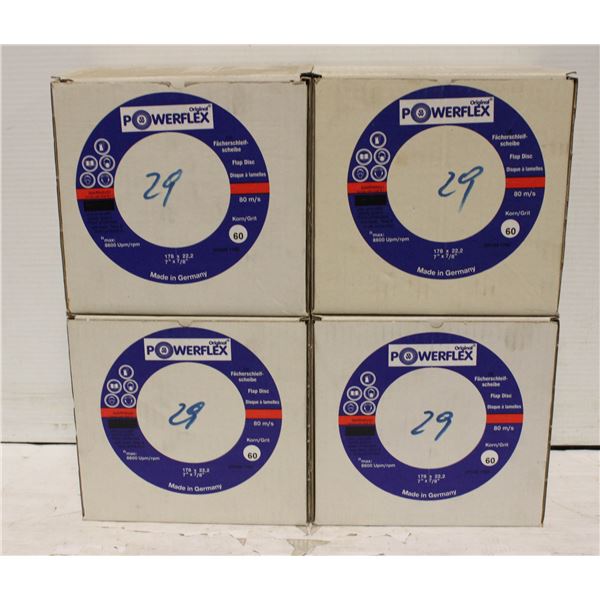 Original
POWERFLEX
Fächerschleif-
scheibe
Flap Disc
Disque à lamelles
29
80 m/s
Korn/Grit
60
n max:
8600 Upm/rpm
178 x 22,2
7" x 7/8"
Made in Germany
Original
POWERFLEX
Fächerschleif-
scheibe
Flap Disc
Disque à lamelles
29
80 m/s
Korn/Grit
60
n max:
8600 Upm/rpm
178 x 22,2
7" x 7/8"
Made in Germany
Original
POWERFLEX
Fächerschleif-
scheibe
Flap Disc
Disque à lamelles
29
80 m/s
Korn/Grit
60
n max:
8600 Upm/rpm
178 x 22,2
7" x 7/8"
Made in Germany
Original
POWERFLEX
Fächerschleif-
scheibe
Flap Disc
Disque à lamelles
29
80 m/s
Korn/Grit
60
n max:
8600 Upm/rpm
178 x 22,2
7" x 7/8"
Made in Germany